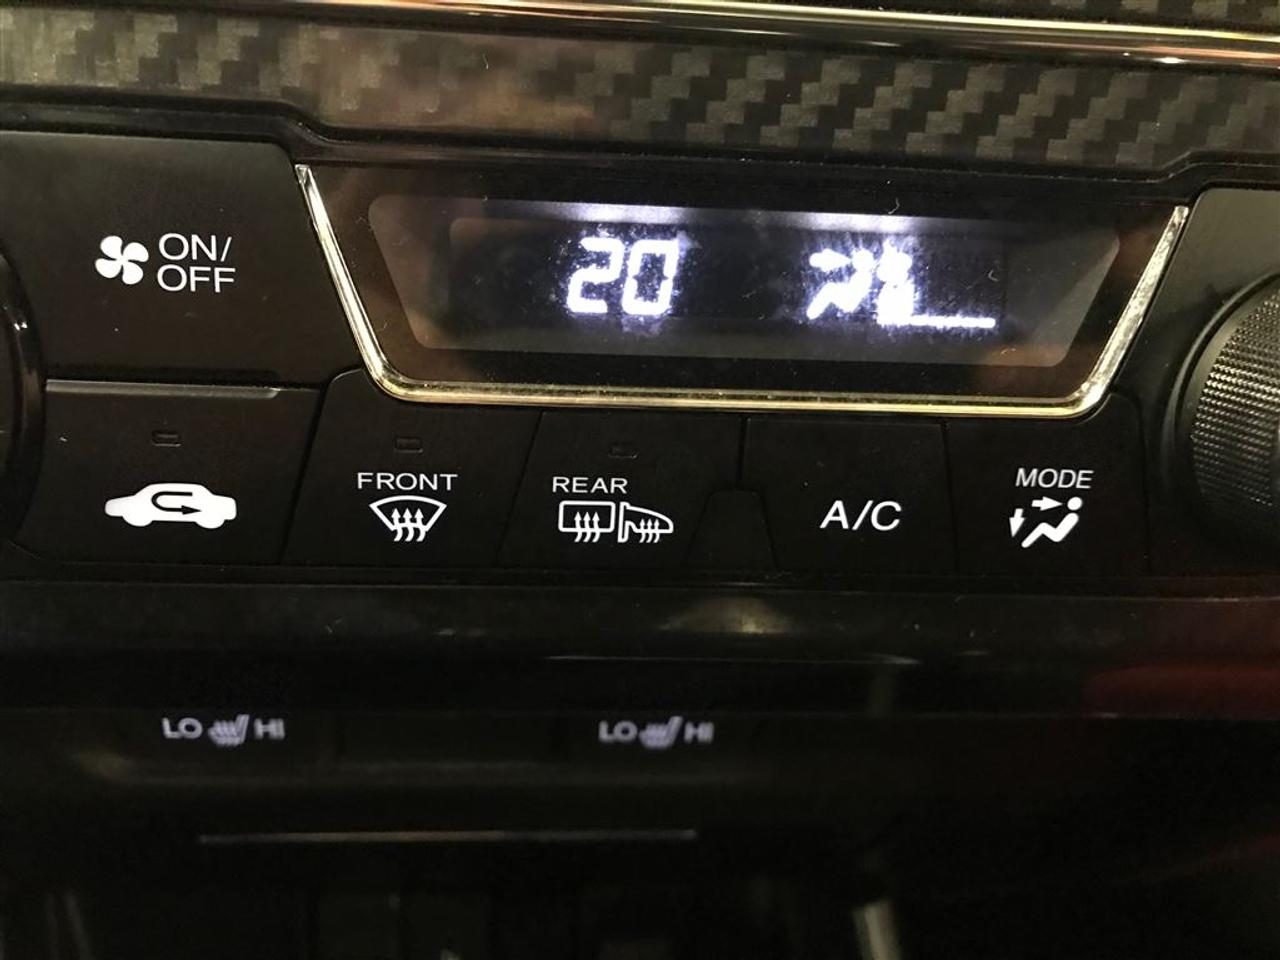 ON/
OFF
20
FRONT
REAR
A/C
MODE
LO HI
LO HI